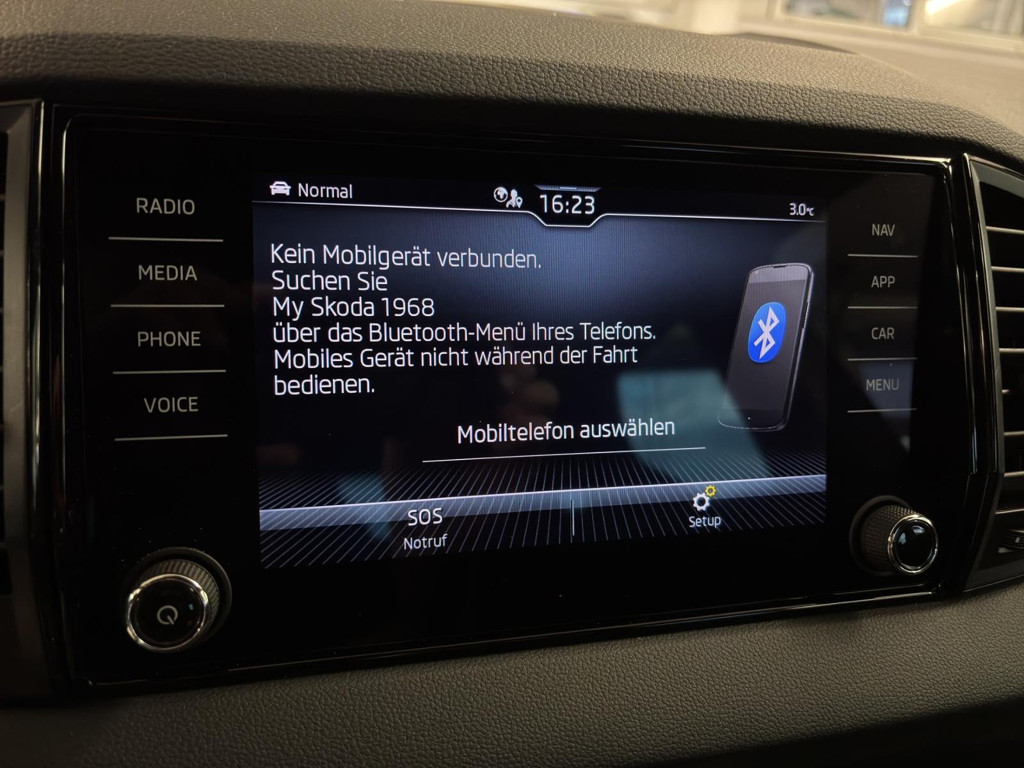 Normal
16:23
3.0°C
RADIO
MEDIA
PHONE
VOICE
Kein Mobilgerät verbunden.
Suchen Sie
My Skoda 1968
über das Bluetooth-Menü Ihres Telefons.
Mobiles Gerät nicht während der Fahrt
bedienen.
Mobiltelefon auswählen
SOS
Notruf
Setup
NAV
APP
CAR
MENU